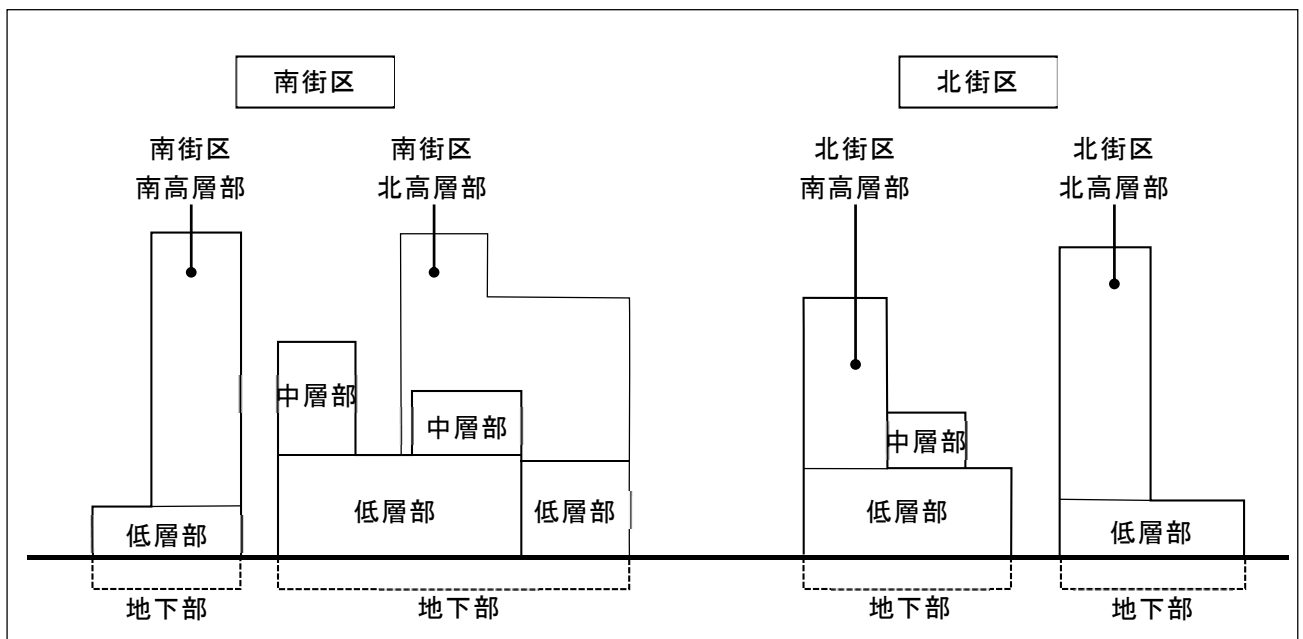 南街区
北街区
南街区
南高層部
南街区
北高層部
北街区
南高層部
北街区
北高層部
中層部
中層部
中層部
低層部
低層部
低層部
低層部
低層部
地下部
地下部
地下部
地下部